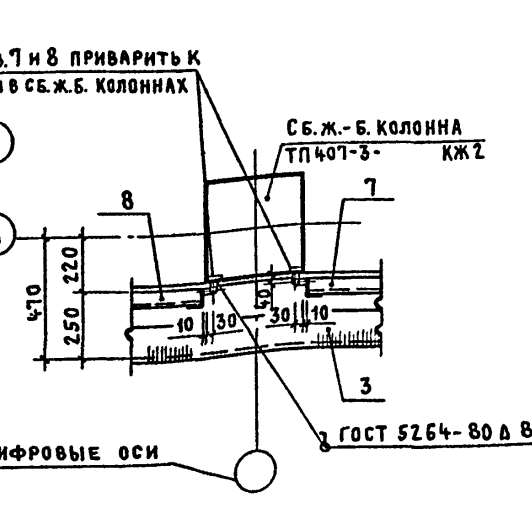 .7 и 8 ПРИВАРИТЬ К
В СБ.Ж.Б. КОЛОННАХ
СБ.Ж.-Б. КОЛОННА
ТП 407-3- КЖ2
8
7
220
470
250
40
10
30
30
10
3
ГОСТ 5264-80 Δ 8
ИФРОВЫЕ ОСИ